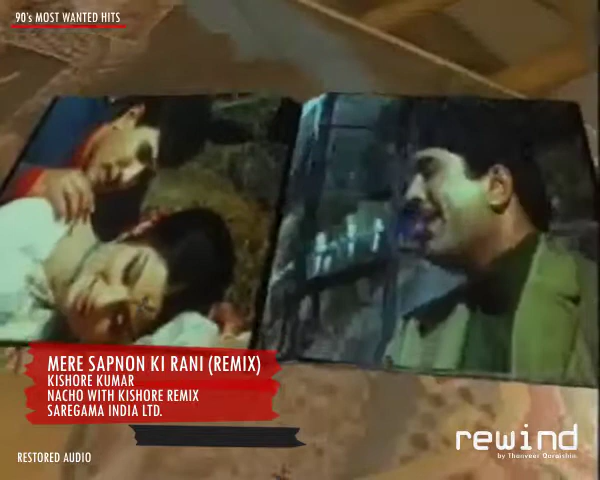 90's MOST WANTED HITS
MERE SAPNON KI RANI (REMIX)
KISHORE KUMAR
NACHO WITH KISHORE REMIX
SAREGAMA INDIA LTD.
RESTORED AUDIO
rewind
by Thanveer Quraishie